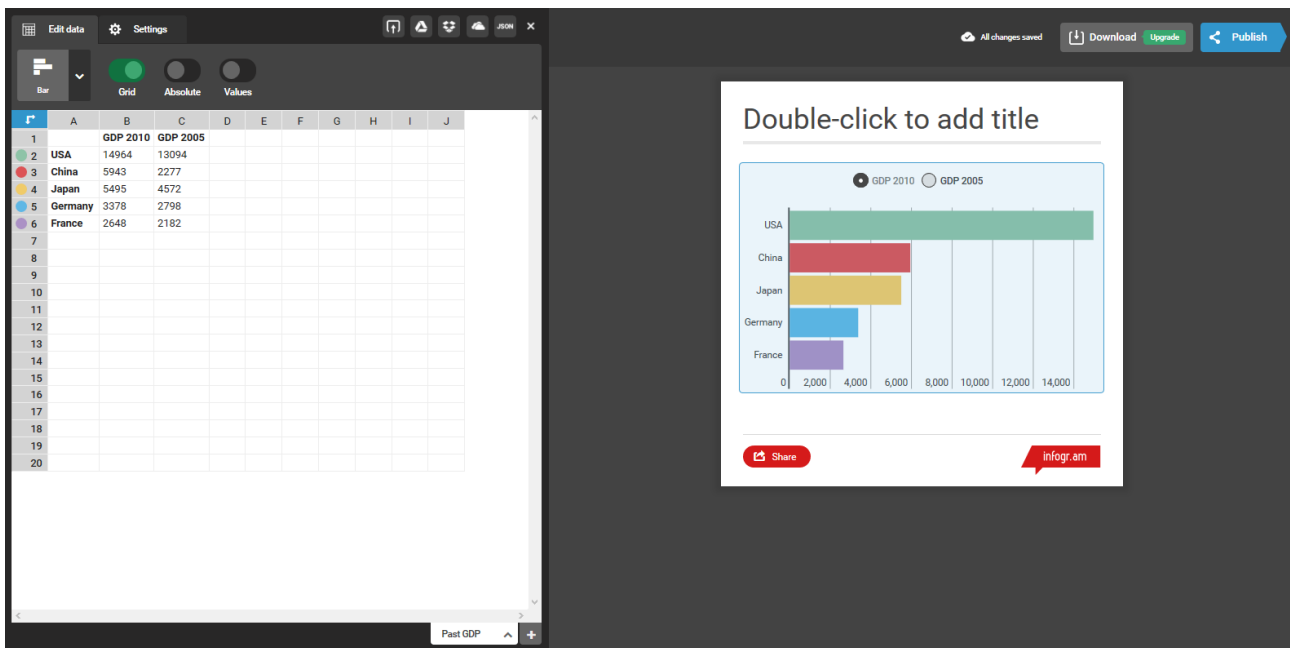 Edit data Settings JSON ×
All changes saved Download Upgrade Publish
Bar Grid Absolute Values
A B C D E F G H I J
1 GDP 2010 GDP 2005
2 USA 14964 13094
3 China 5943 2277
4 Japan 5495 4572
5 Germany 3378 2798
6 France 2648 2182
7
8
9
10
11
12
13
14
15
16
17
18
19
20
Past GDP +
Double-click to add title
GDP 2010 GDP 2005
USA
China
Japan
Germany
France
0 2,000 4,000 6,000 8,000 10,000 12,000 14,000
Share infogr.am